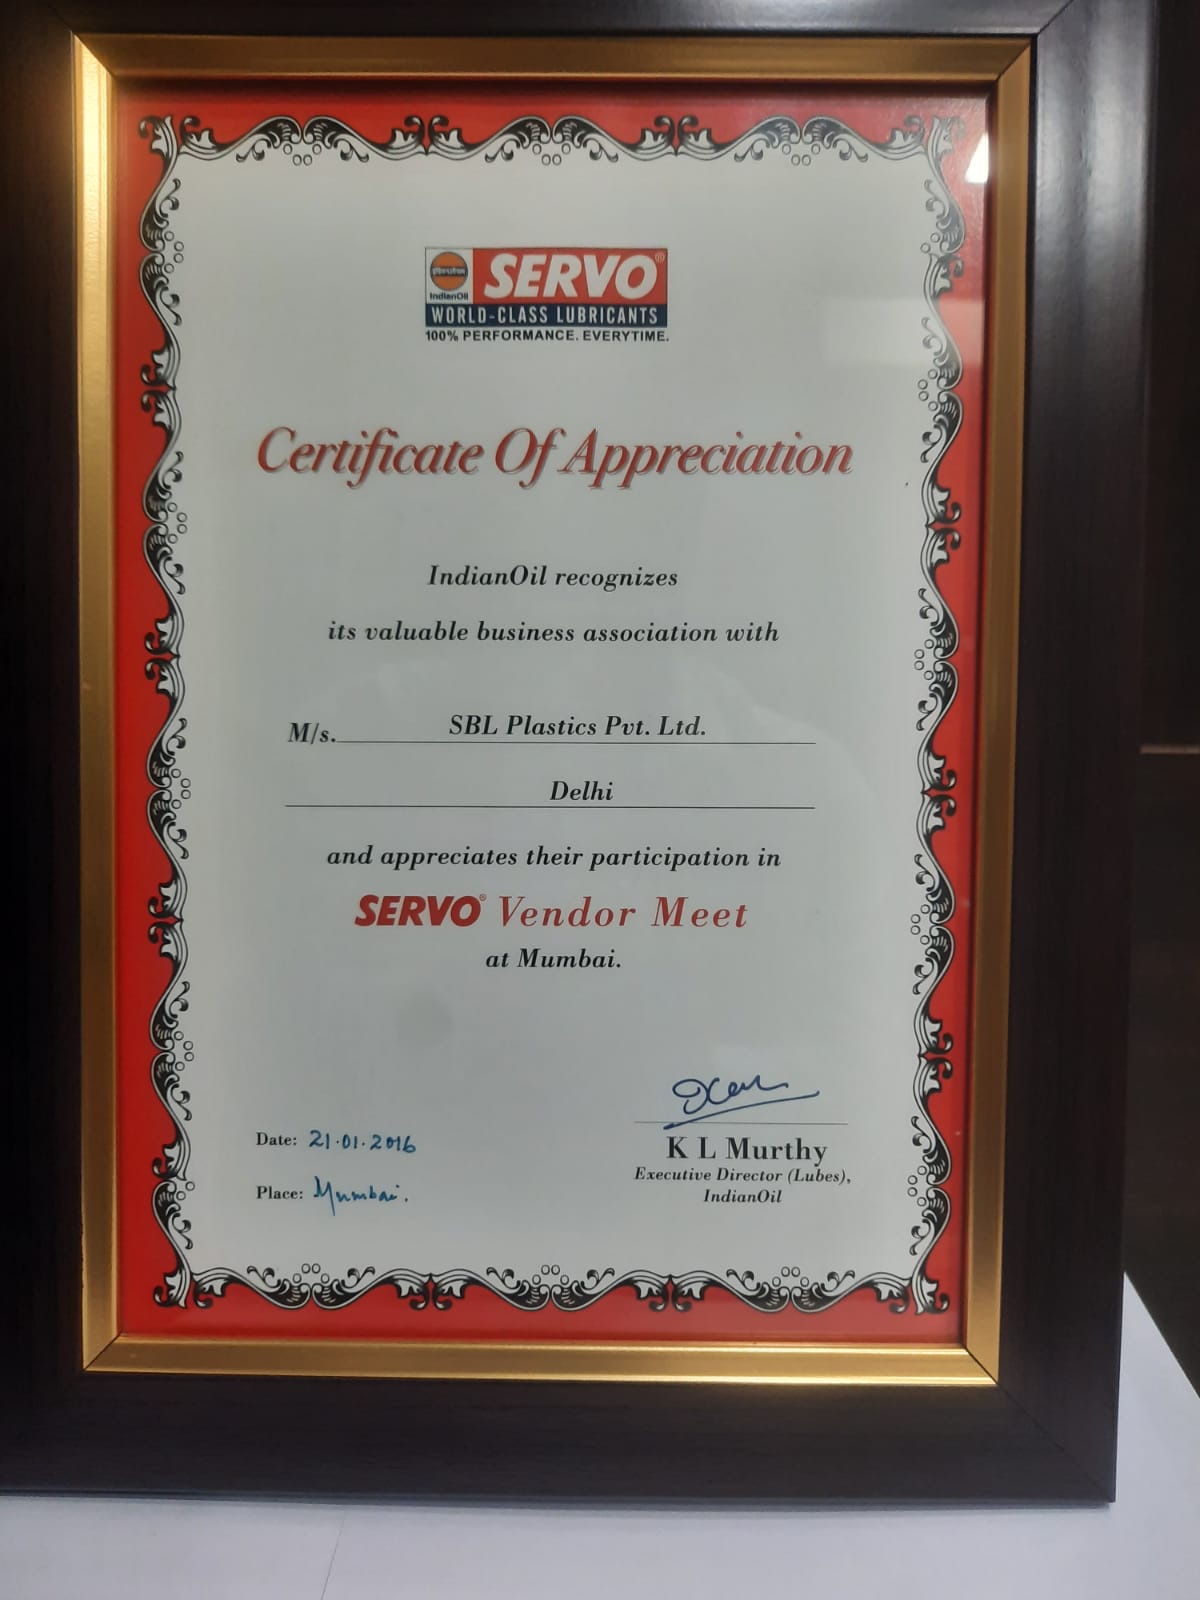 इंडियनऑयल
IndianOil
SERVO®
WORLD-CLASS LUBRICANTS
100% PERFORMANCE. EVERYTIME.
Certificate Of Appreciation
IndianOil recognizes
its valuable business association with
M/s. SBL Plastics Pvt. Ltd.
Delhi
and appreciates their participation in
SERVO® Vendor Meet
at Mumbai.
Date: 21.01.2016
Place: Mumbai.
K L Murthy
Executive Director (Lubes),
IndianOil